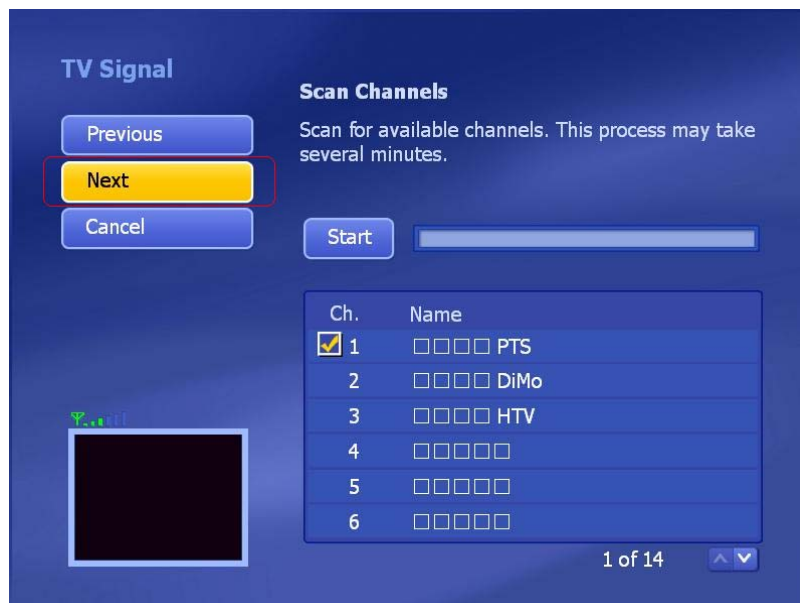 TV Signal
Previous
Next
Cancel
Scan Channels
Scan for available channels. This process may take
several minutes.
Start
Ch. Name
1 □□□□ PTS
2 □□□□ DiMo
3 □□□□ HTV
4 □□□□□
5 □□□□□
6 □□□□□
1 of 14